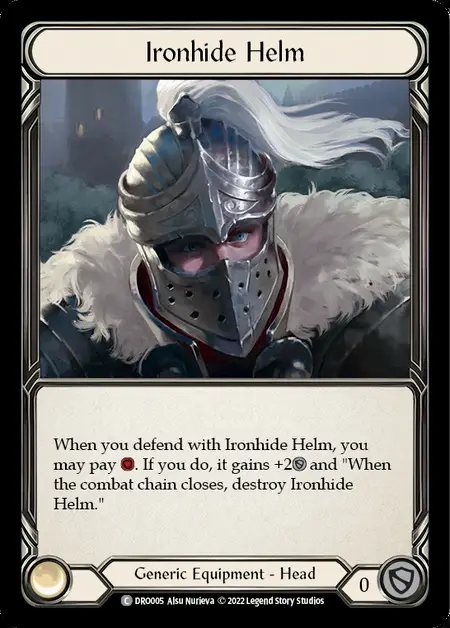 Ironhide Helm
When you defend with Ironhide Helm, you
may pay . If you do, it gains +2 and "When
the combat chain closes, destroy Ironhide
Helm."
Generic Equipment - Head
0
C DRO005 Alsu Nurieva © 2022 Legend Story Studios